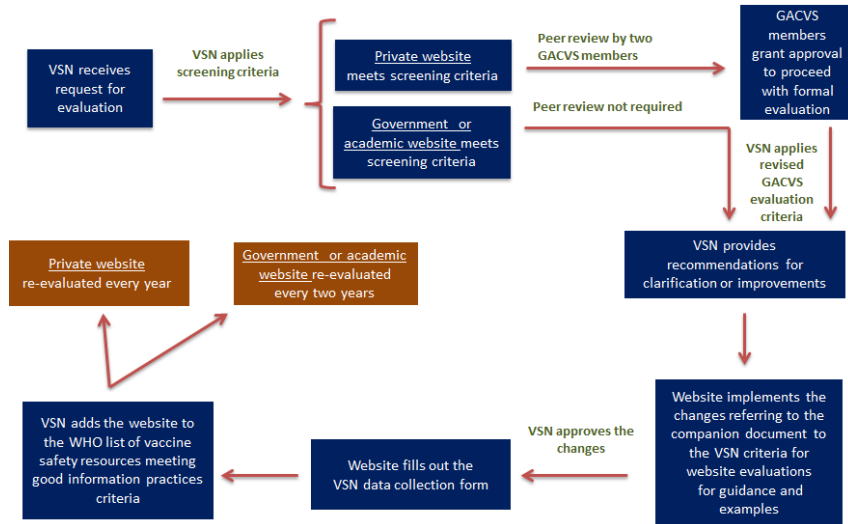 VSN receives
request for
evaluation
VSN applies
screening criteria
Private website
meets screening criteria
Government or
academic website meets
screening criteria
Peer review by two
GACVS members
Peer review not required
GACVS
members
grant approval
to proceed
with formal
evaluation
VSN applies
revised
GACVS
evaluation
criteria
VSN provides
recommendations for
clarification or improvements
Website implements the
changes referring to the
companion document to
the VSN criteria for
website evaluations
for guidance and
examples
VSN approves the
changes
Website fills out the
VSN data collection form
VSN adds the website to
the WHO list of vaccine
safety resources meeting
good information practices
criteria
Private website
re-evaluated every year
Government or academic
website re-evaluated
every two years